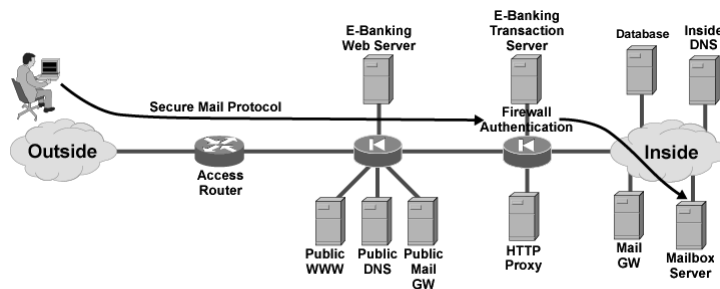 E-Banking
Web Server
E-Banking
Transaction
Server
Database
Inside
DNS
Secure Mail Protocol
Firewall
Authentication
Outside
Access
Router
Inside
Public
WWW
Public
DNS
Public
Mail
GW
HTTP
Proxy
Mail
GW
Mailbox
Server